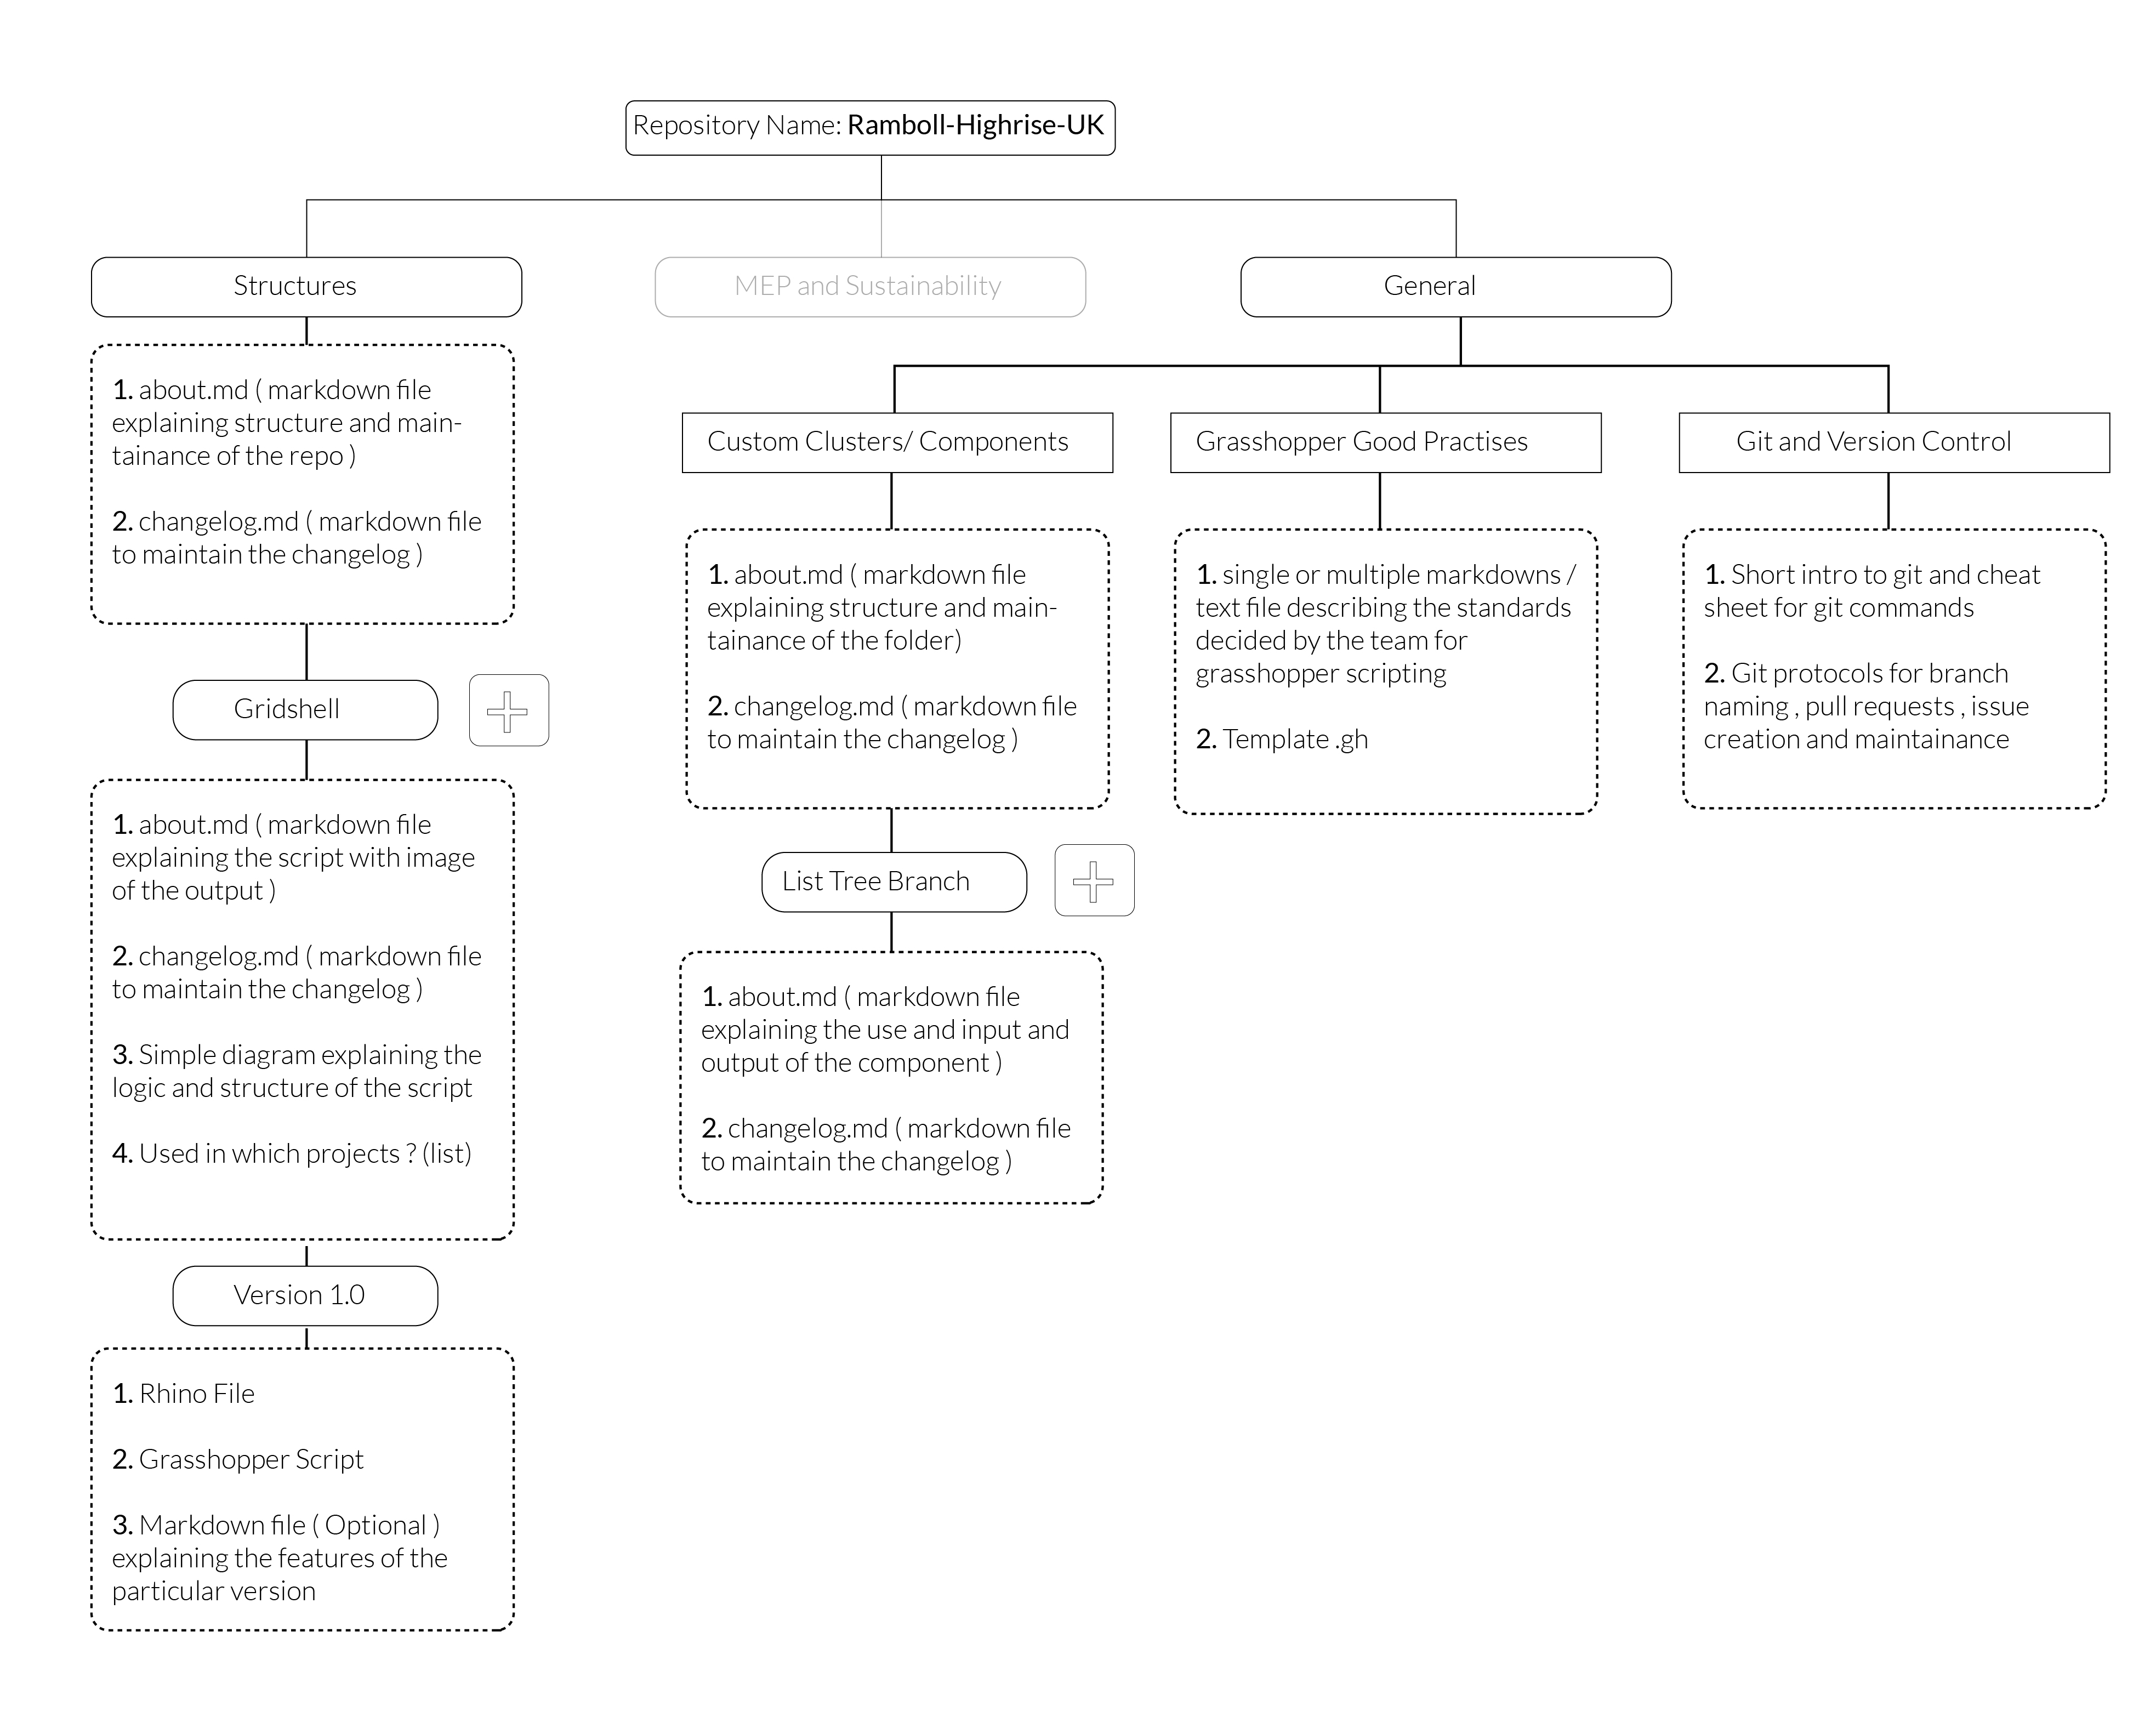 Repository Name: Ramboll-Highrise-UK
Structures
MEP and Sustainability
General
1. about.md ( markdown file
explaining structure and main-
tainance of the repo )
2. changelog.md ( markdown file
to maintain the changelog )
Gridshell
1. about.md ( markdown file
explaining the script with image
of the output )
2. changelog.md ( markdown file
to maintain the changelog )
3. Simple diagram explaining the
logic and structure of the script
4. Used in which projects ? (list)
Version 1.0
1. Rhino File
2. Grasshopper Script
3. Markdown file ( Optional )
explaining the features of the
particular version
Custom Clusters/ Components
1. about.md ( markdown file
explaining structure and main-
tainance of the folder)
2. changelog.md ( markdown file
to maintain the changelog )
List Tree Branch
1. about.md ( markdown file
explaining the use and input and
output of the component )
2. changelog.md ( markdown file
to maintain the changelog )
Grasshopper Good Practises
1. single or multiple markdowns /
text file describing the standards
decided by the team for
grasshopper scripting
2. Template .gh
Git and Version Control
1. Short intro to git and cheat
sheet for git commands
2. Git protocols for branch
naming , pull requests , issue
creation and maintainance